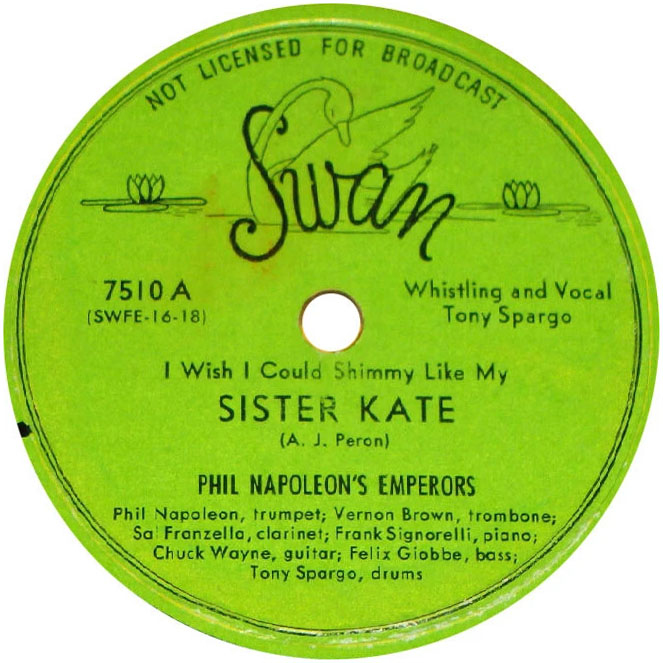 NOT LICENSED FOR BROADCAST
Swan
7510 A
(SWFE-16-18)
Whistling and Vocal
Tony Spargo
I Wish I Could Shimmy Like My
SISTER KATE
(A. J. Peron)
PHIL NAPOLEON'S EMPERORS
Phil Napoleon, trumpet; Vernon Brown, trombone;
Sal Franzella, clarinet; Frank Signorelli, piano;
Chuck Wayne, guitar; Felix Giobbe, bass;
Tony Spargo, drums